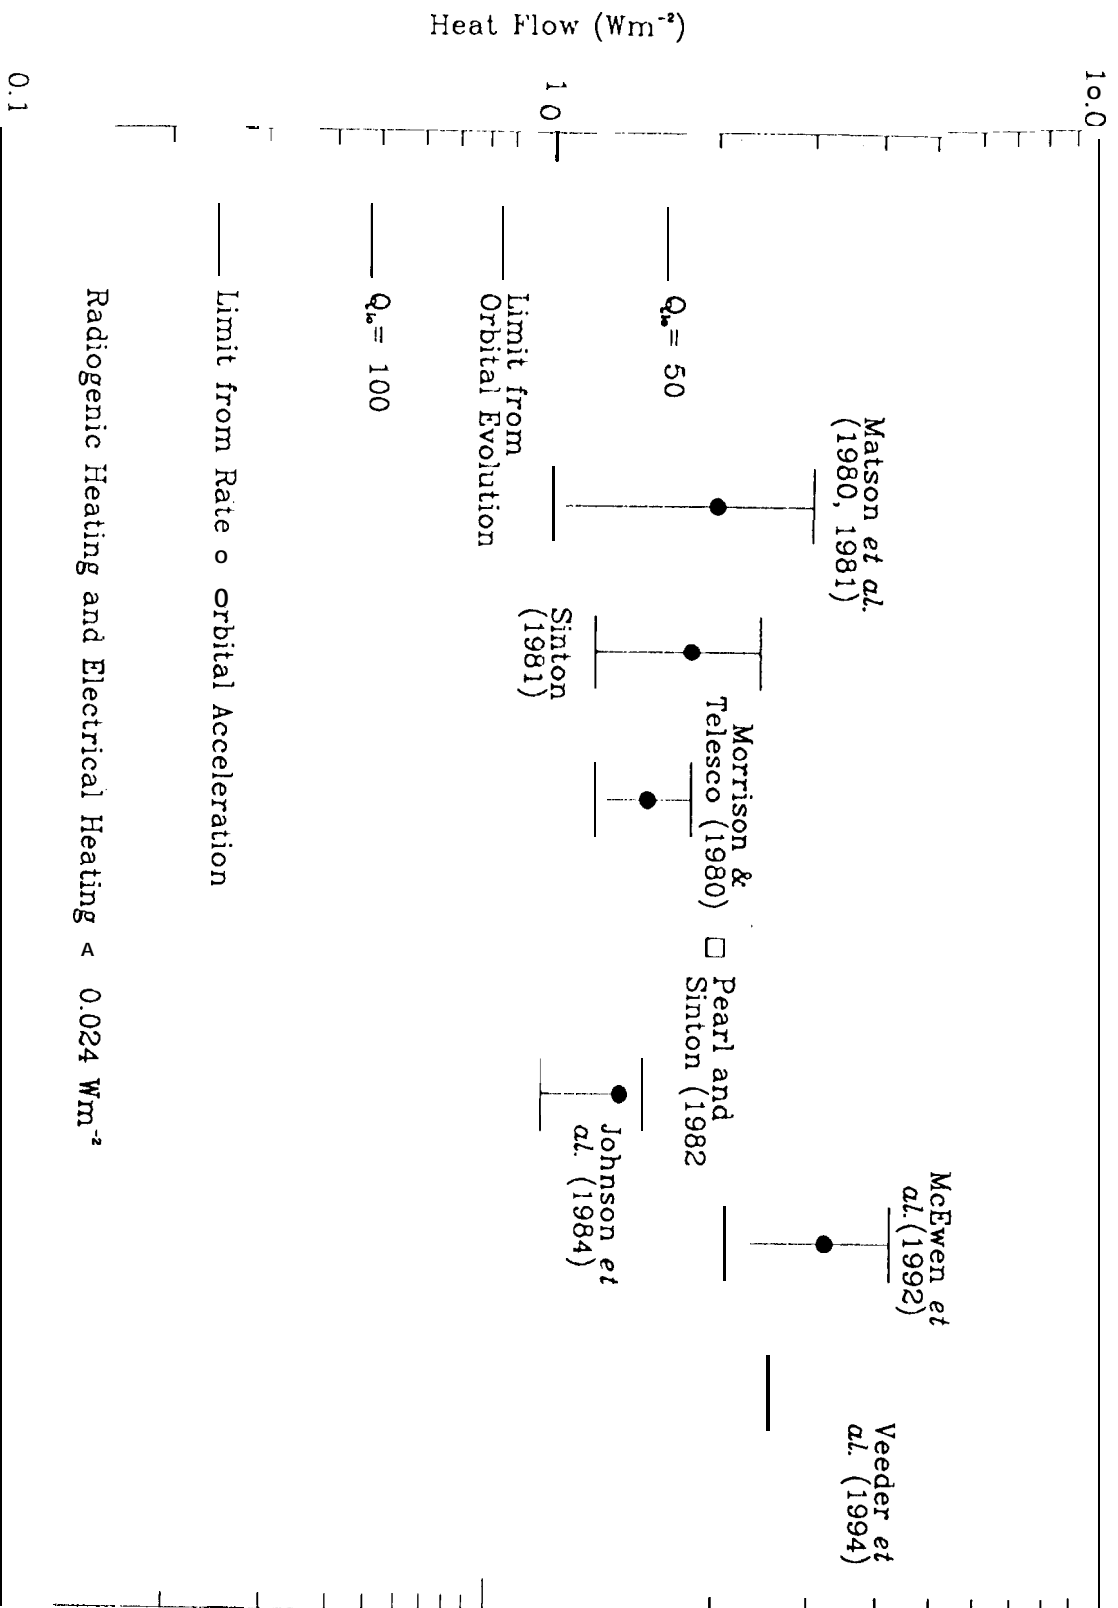 Heat Flow (Wm⁻²)
10.0
1 0
0.1
Q_Io = 50
Limit from
Orbital Evolution
Q_Io = 100
Limit from Rate o orbital Acceleration
Radiogenic Heating and Electrical Heating < 0.024 Wm⁻²
Matson et al.
(1980, 1981)
Sinton
(1981)
Morrison &
Telesco (1980)
Pearl and
Sinton (1982
Johnson et
al. (1984)
McEwen et
al. (1992)
Veeder et
al. (1994)